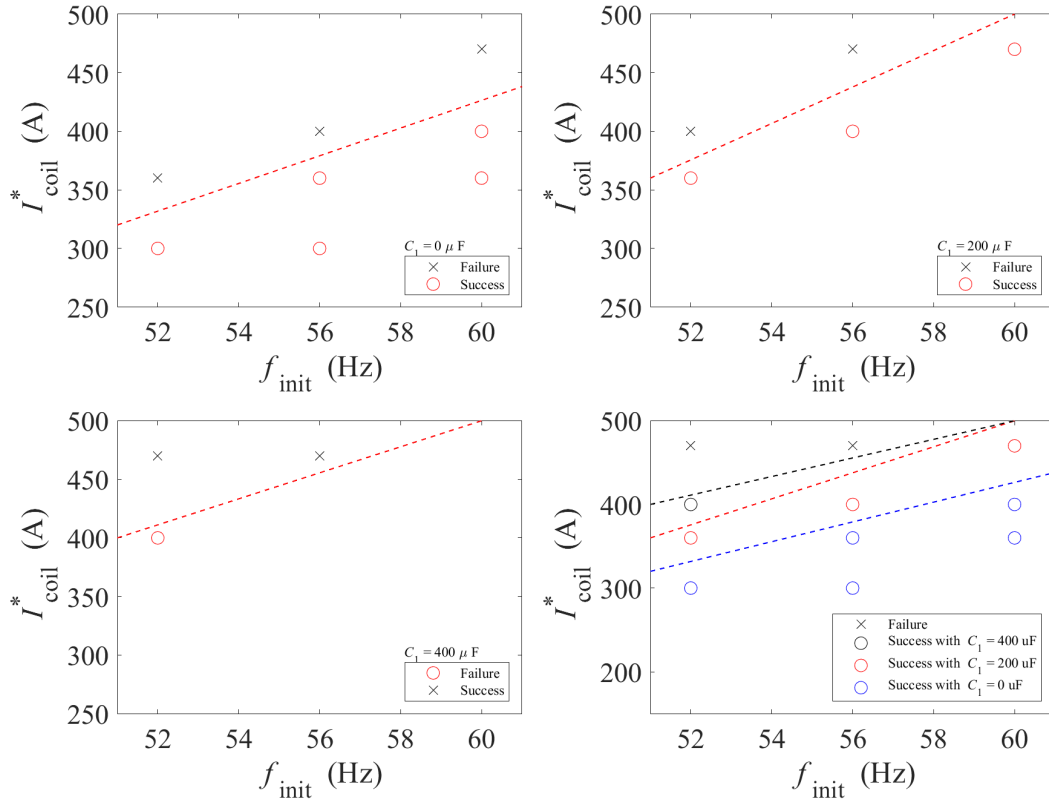 500
450
400
350
300
250
I*coil (A)
C1 = 0 μ F
Failure
Success
52 54 56 58 60
finit (Hz)
500
450
400
350
300
250
I*coil (A)
C1 = 200 μ F
Failure
Success
52 54 56 58 60
finit (Hz)
500
450
400
350
300
250
I*coil (A)
C1 = 400 μ F
Failure
Success
52 54 56 58 60
finit (Hz)
500
400
300
200
I*coil (A)
Failure
Success with C1 = 400 uF
Success with C1 = 200 uF
Success with C1 = 0 uF
52 54 56 58 60
finit (Hz)